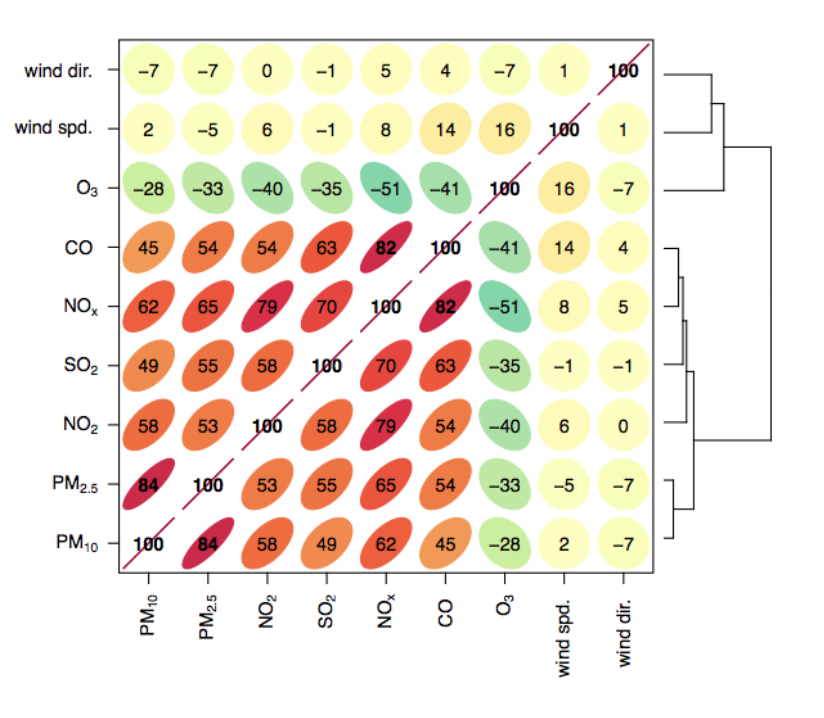 wind dir. −7 −7 0 −1 5 4 −7 1 100
wind spd. 2 −5 6 −1 8 14 16 100 1
O₃ −28 −33 −40 −35 −51 −41 100 16 −7
CO 45 54 54 63 82 100 −41 14 4
NOₓ 62 65 79 70 100 82 −51 8 5
SO₂ 49 55 58 100 70 63 −35 −1 −1
NO₂ 58 53 100 58 79 54 −40 6 0
PM₂.₅ 84 100 53 55 65 54 −33 −5 −7
PM₁₀ 100 84 58 49 62 45 −28 2 −7
PM₁₀ PM₂.₅ NO₂ SO₂ NOₓ CO O₃ wind spd. wind dir.